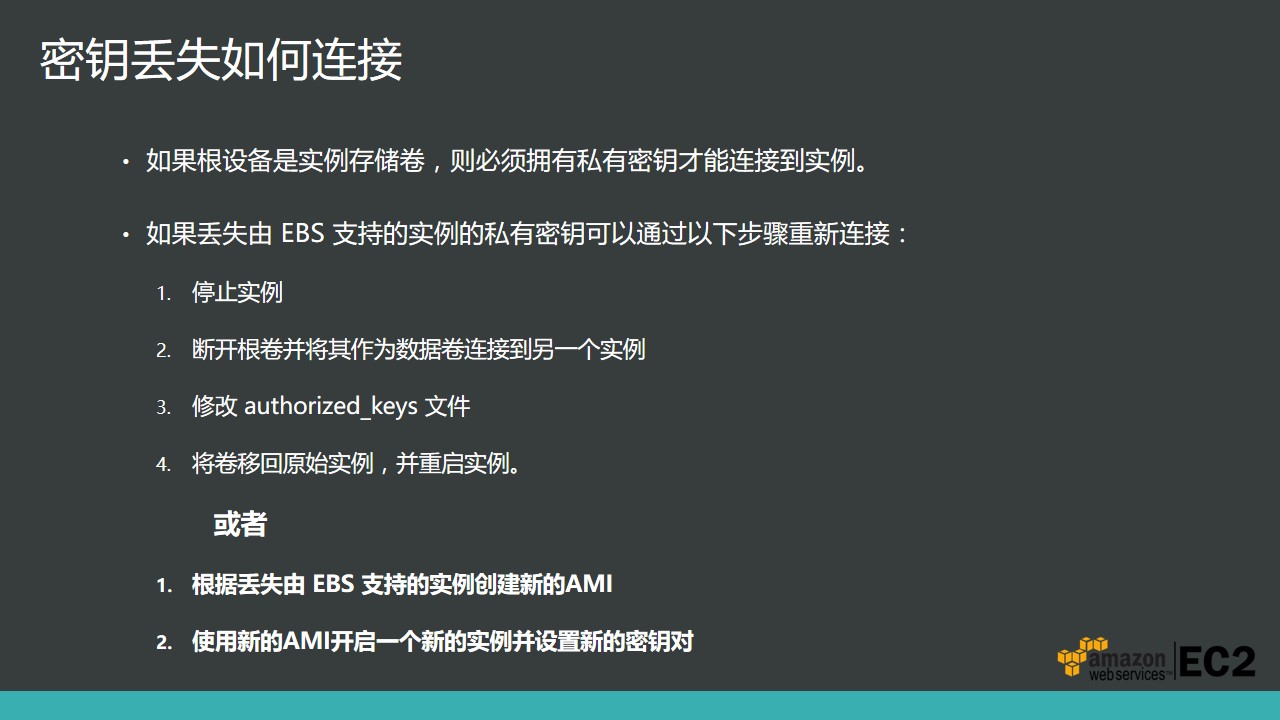 密钥丢失如何连接
• 如果根设备是实例存储卷，则必须拥有私有密钥才能连接到实例。
• 如果丢失由 EBS 支持的实例的私有密钥可以通过以下步骤重新连接：
1. 停止实例
2. 断开根卷并将其作为数据卷连接到另一个实例
3. 修改 authorized_keys 文件
4. 将卷移回原始实例，并重启实例。
或者
1. 根据丢失由 EBS 支持的实例创建新的AMI
2. 使用新的AMI开启一个新的实例并设置新的密钥对
amazon
webservices™
EC2